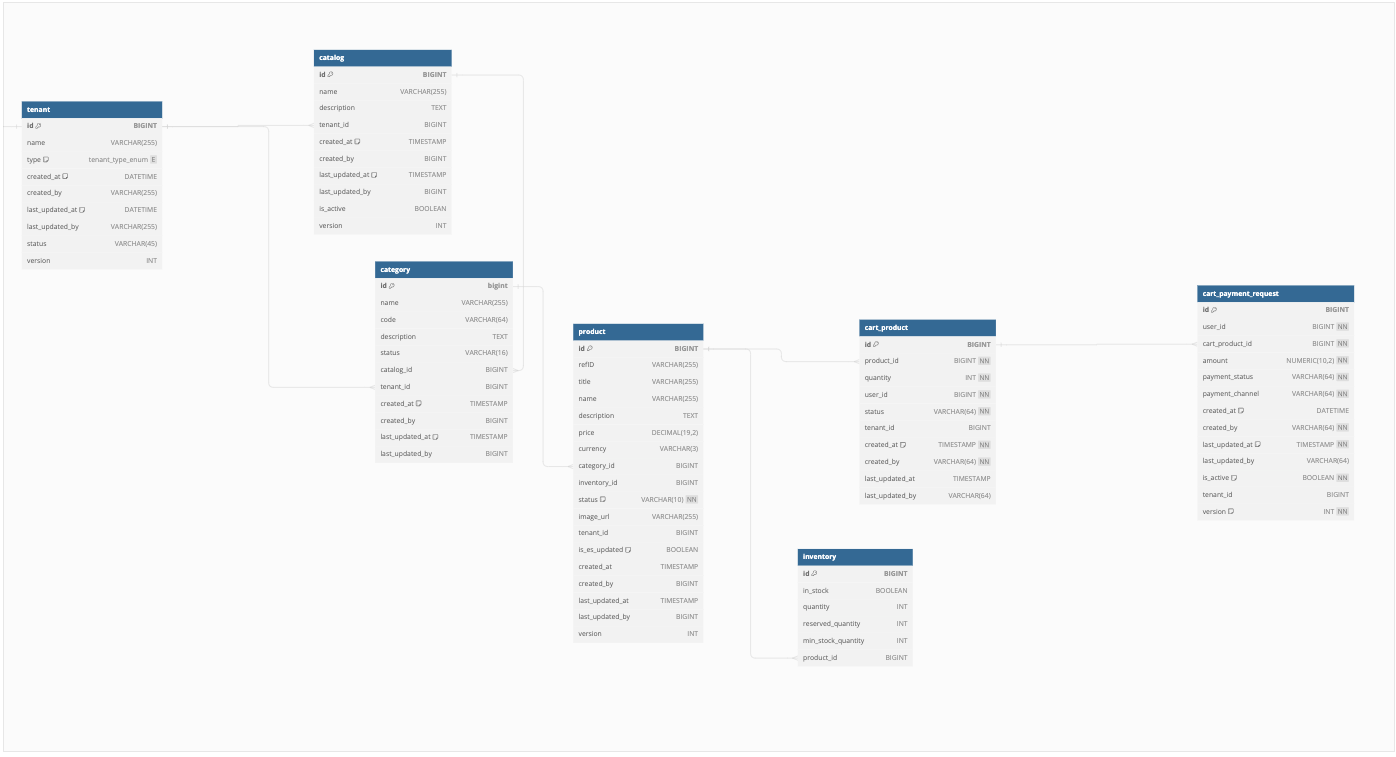 catalog
id BIGINT
name VARCHAR(255)
description TEXT
tenant_id BIGINT
created_at TIMESTAMP
created_by BIGINT
last_updated_at TIMESTAMP
last_updated_by BIGINT
is_active BOOLEAN
version INT
tenant
id BIGINT
name VARCHAR(255)
type tenant_type_enum E
created_at DATETIME
created_by VARCHAR(255)
last_updated_at DATETIME
last_updated_by VARCHAR(255)
status VARCHAR(45)
version INT
category
id bigint
name VARCHAR(255)
code VARCHAR(64)
description TEXT
status VARCHAR(16)
catalog_id BIGINT
tenant_id BIGINT
created_at TIMESTAMP
created_by BIGINT
last_updated_at TIMESTAMP
last_updated_by BIGINT
product
id BIGINT
refID VARCHAR(255)
title VARCHAR(255)
name VARCHAR(255)
description TEXT
price DECIMAL(19,2)
currency VARCHAR(3)
category_id BIGINT
inventory_id BIGINT
status VARCHAR(10) NN
image_url VARCHAR(255)
tenant_id BIGINT
is_es_updated BOOLEAN
created_at TIMESTAMP
created_by BIGINT
last_updated_at TIMESTAMP
last_updated_by BIGINT
version INT
cart_product
id BIGINT
product_id BIGINT NN
quantity INT NN
user_id BIGINT NN
status VARCHAR(64) NN
tenant_id BIGINT
created_at TIMESTAMP NN
created_by VARCHAR(64) NN
last_updated_at TIMESTAMP
last_updated_by VARCHAR(64)
inventory
id BIGINT
in_stock BOOLEAN
quantity INT
reserved_quantity INT
min_stock_quantity INT
product_id BIGINT
cart_payment_request
id BIGINT
user_id BIGINT NN
cart_product_id BIGINT NN
amount NUMERIC(10,2) NN
payment_status VARCHAR(64) NN
payment_channel VARCHAR(64) NN
created_at DATETIME
created_by VARCHAR(64) NN
last_updated_at TIMESTAMP NN
last_updated_by VARCHAR(64)
is_active BOOLEAN NN
tenant_id BIGINT
version INT NN